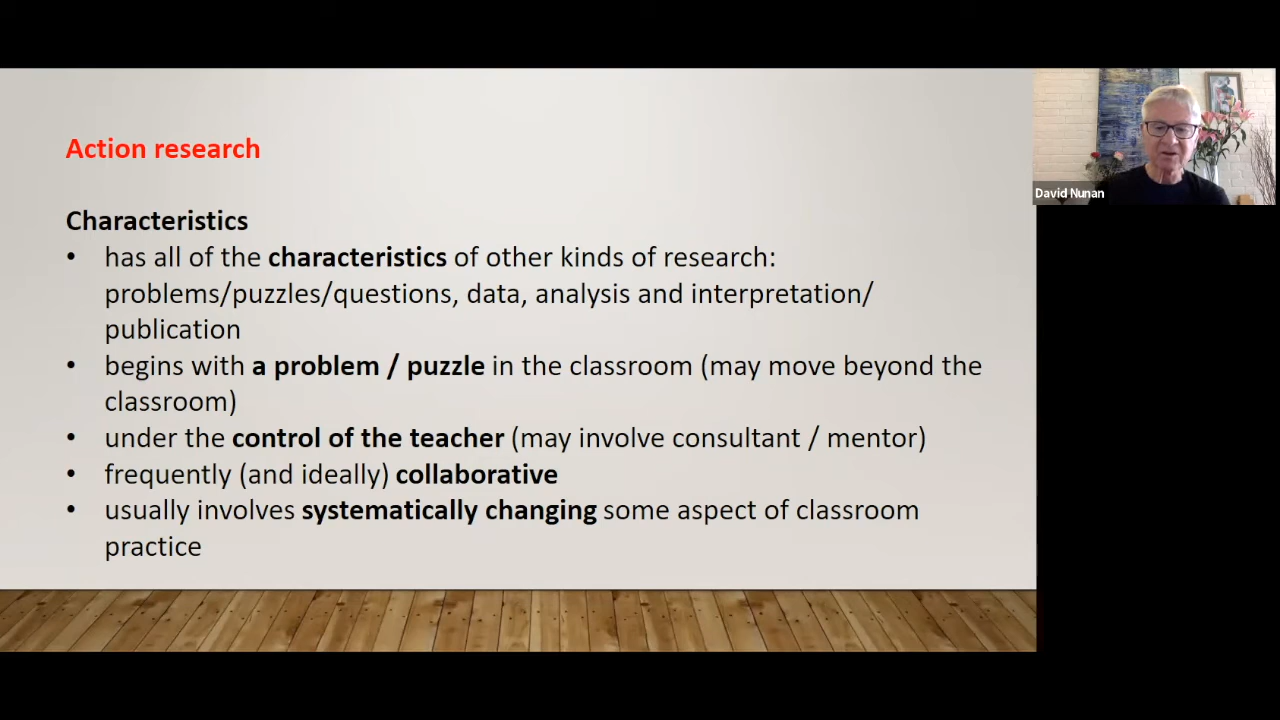 Action research
Characteristics
• has all of the characteristics of other kinds of research:
problems/puzzles/questions, data, analysis and interpretation/
publication
• begins with a problem / puzzle in the classroom (may move beyond the
classroom)
• under the control of the teacher (may involve consultant / mentor)
• frequently (and ideally) collaborative
• usually involves systematically changing some aspect of classroom
practice
David Nunan